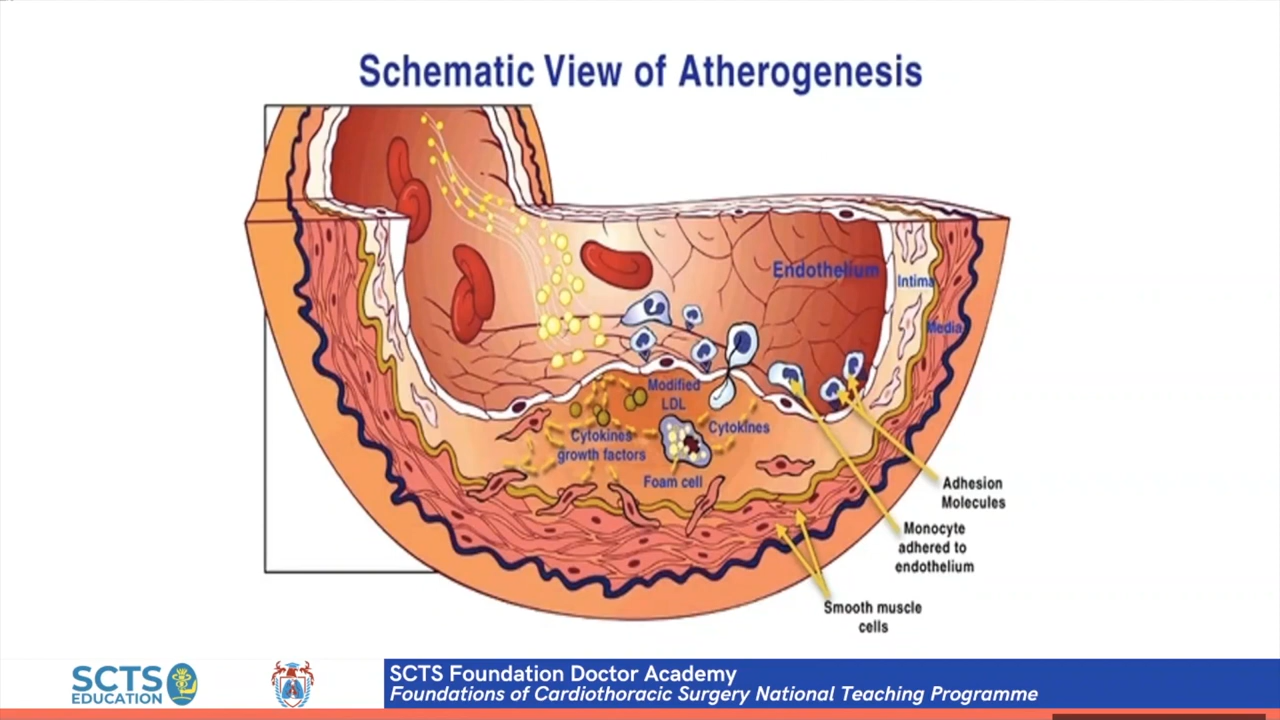 Schematic View of Atherogenesis
Endothelium
Intima
Media
Modified
LDL
Cytokines
Cytokines
growth factors
Foam cell
Adhesion
Molecules
Monocyte
adhered to
endothelium
Smooth muscle
cells
SCTS
EDUCATION
SCTS Foundation Doctor Academy
Foundations of Cardiothoracic Surgery National Teaching Programme